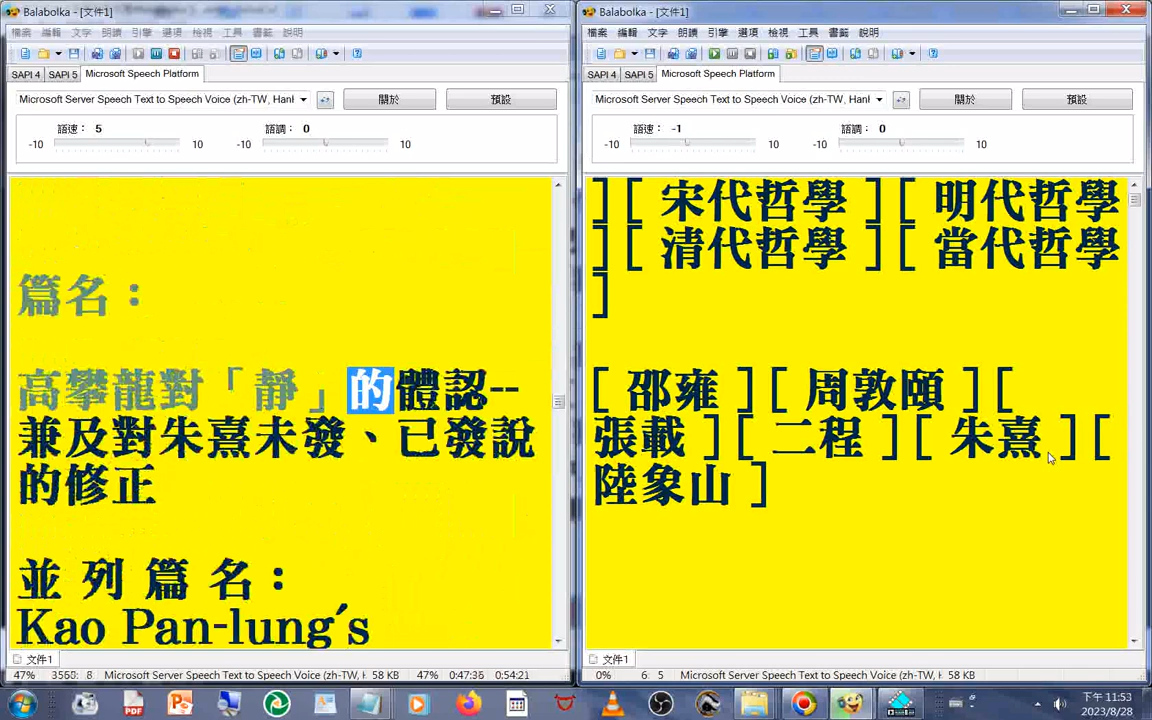 Balabolka - [文件1]
檔案 編輯 文字 朗讀 引擎 選項 檢視 工具 書籤 說明
SAPI 4 SAPI 5 Microsoft Speech Platform
Microsoft Server Speech Text to Speech Voice (zh-TW, Hanl
關於
預設
語速： 5 語調： 0
-10 10 -10 10
篇名：
高攀龍對「靜」的體認--
兼及對朱熹未發、已發說
的修正
並 列 篇 名：
Kao Pan-lung's
文件1
47% 3568: 8 Microsoft Server Speech Text to Speech Voice (zh-TW, H 58 KB 47% 0:47:36 0:54:21
Balabolka - [文件1]
檔案 編輯 文字 朗讀 引擎 選項 檢視 工具 書籤 說明
SAPI 4 SAPI 5 Microsoft Speech Platform
Microsoft Server Speech Text to Speech Voice (zh-TW, Hanl
關於
預設
語速： -1 語調： 0
-10 10 -10 10
][ 宋代哲學 ][ 明代哲學
][ 清代哲學 ][ 當代哲學
]
[ 邵雍 ][ 周敦頤 ][
張載 ][ 二程 ][ 朱熹 ][
陸象山 ]
文件1
0% 6: 5 Microsoft Server Speech Text to Speech Voice (zh-TW, H 58 KB
PDF
下午 11:53
2023/8/28